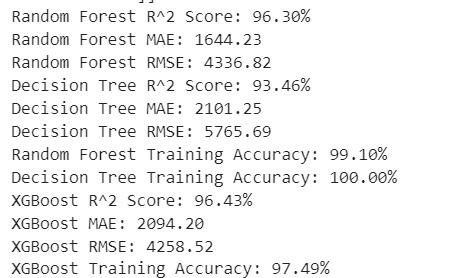 Random Forest R^2 Score: 96.30%
Random Forest MAE: 1644.23
Random Forest RMSE: 4336.82
Decision Tree R^2 Score: 93.46%
Decision Tree MAE: 2101.25
Decision Tree RMSE: 5765.69
Random Forest Training Accuracy: 99.10%
Decision Tree Training Accuracy: 100.00%
XGBoost R^2 Score: 96.43%
XGBoost MAE: 2094.20
XGBoost RMSE: 4258.52
XGBoost Training Accuracy: 97.49%